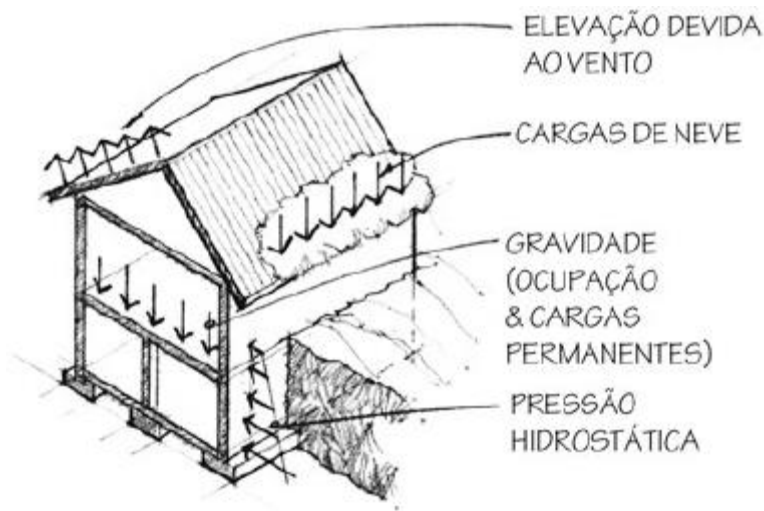 ELEVAÇÃO DEVIDA
AO VENTO
CARGAS DE NEVE
GRAVIDADE
(OCUPAÇÃO
& CARGAS
PERMANENTES)
PRESSÃO
HIDROSTÁTICA